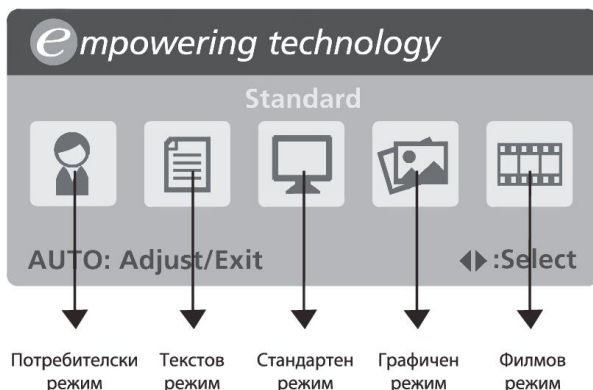 empowering technology
Standard
AUTO: Adjust/Exit ◀▶ :Select
Потребителски режим
Текстов режим
Стандартен режим
Графичен режим
Филмов режим